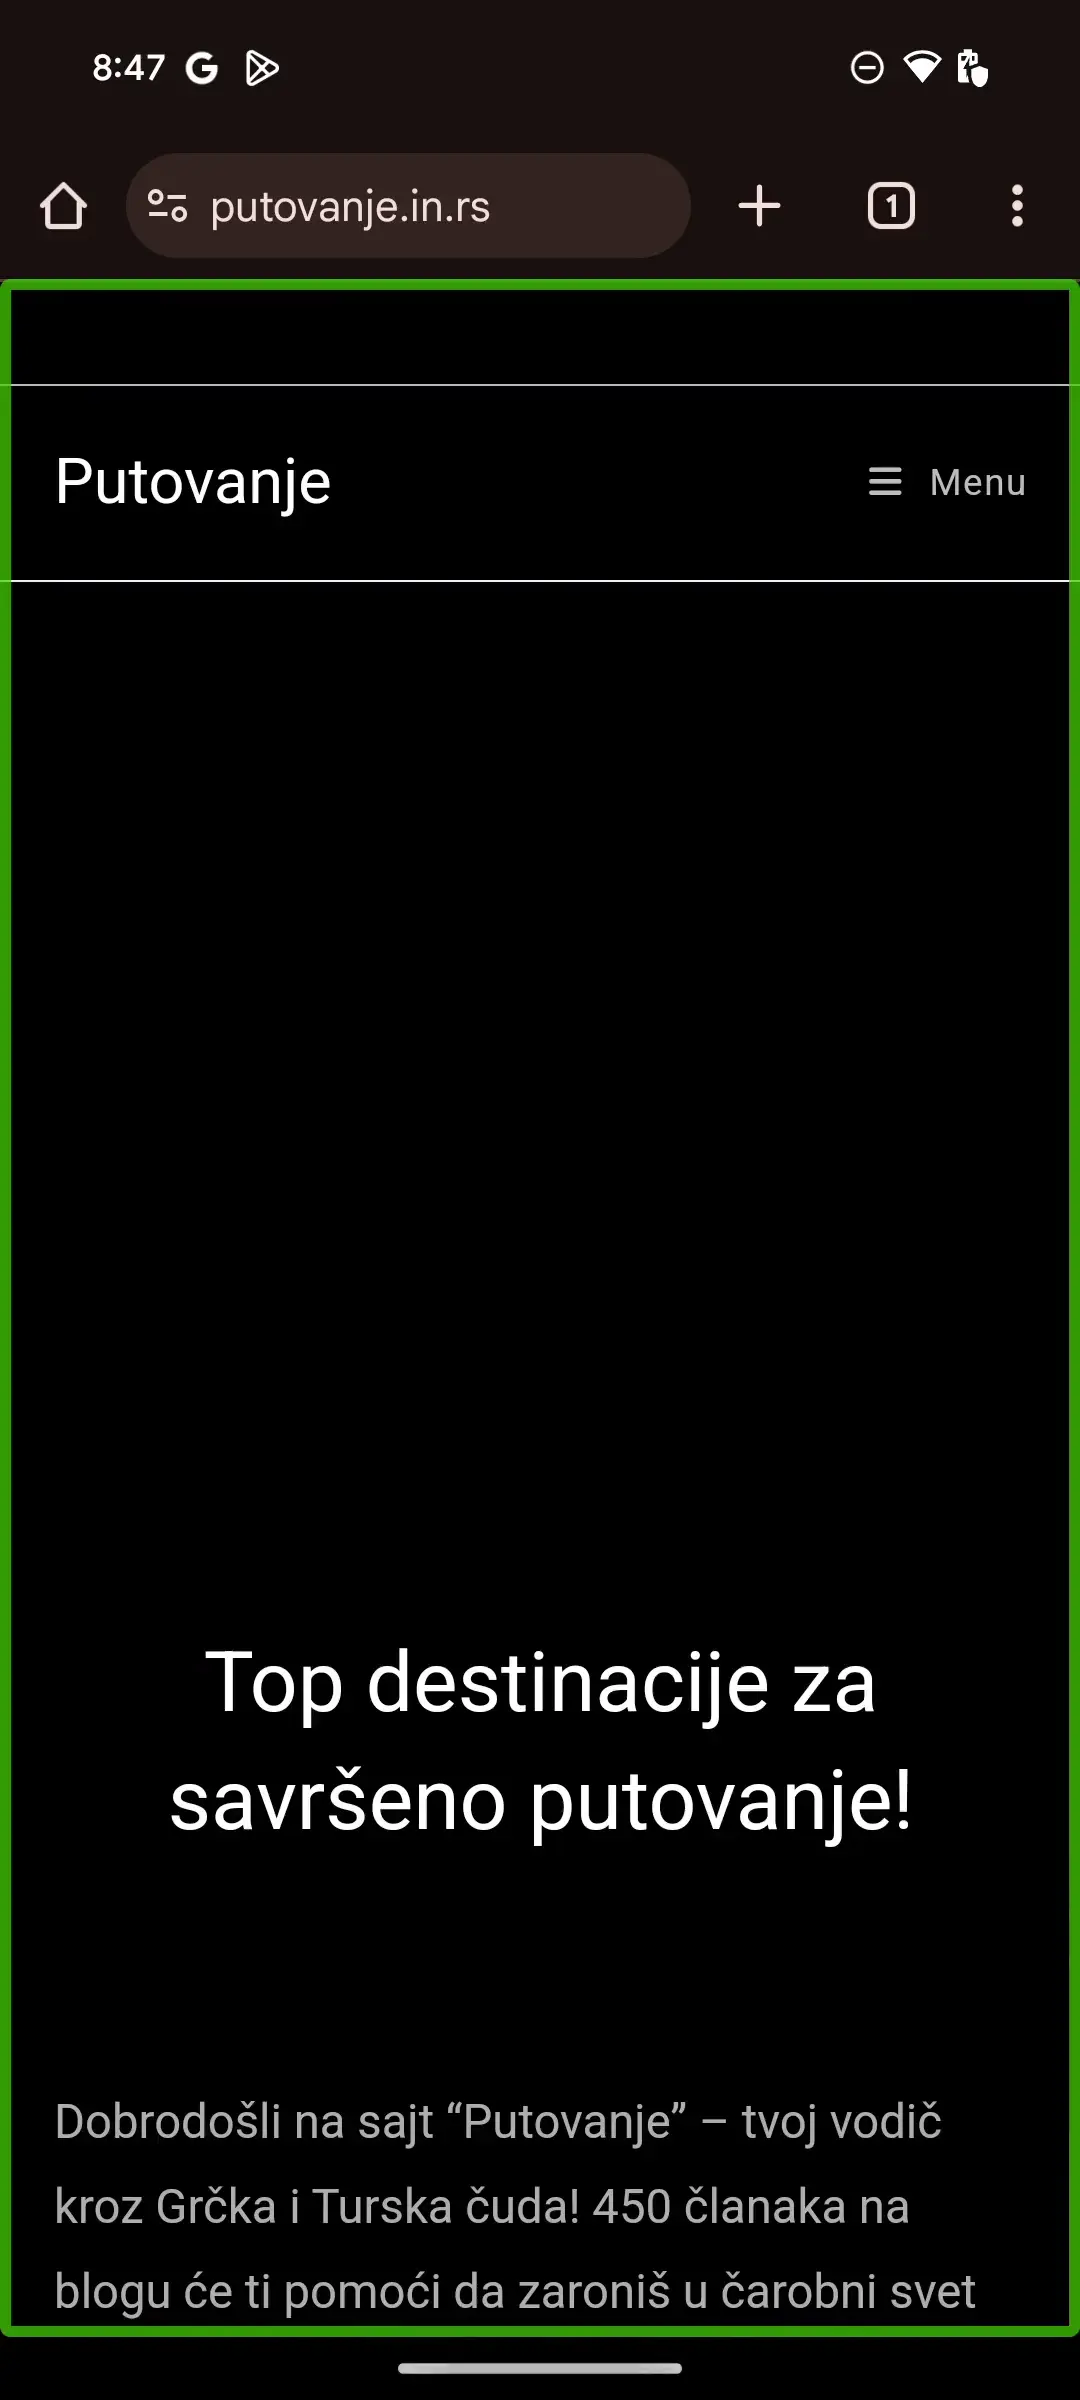 8:47
putovanje.in.rs
1
Putovanje
Menu
Top destinacije za
savršeno putovanje!
Dobrodošli na sajt “Putovanje” – tvoj vodič
kroz Grčka i Turska čuda! 450 članaka na
blogu će ti pomoći da zaroniš u čarobni svet